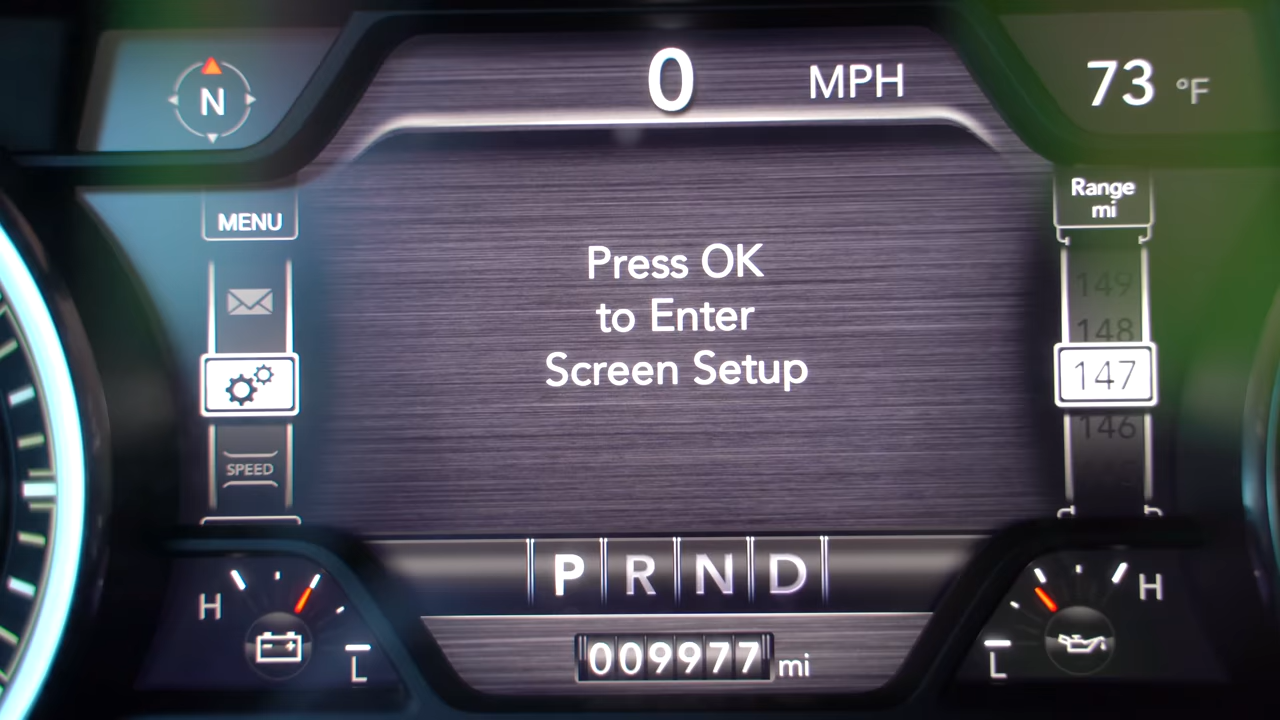 N
0 MPH
73 °F
MENU
Range
mi
Press OK
to Enter
Screen Setup
149
148
147
146
SPEED
P R N D
H
L
009977 mi
H
L